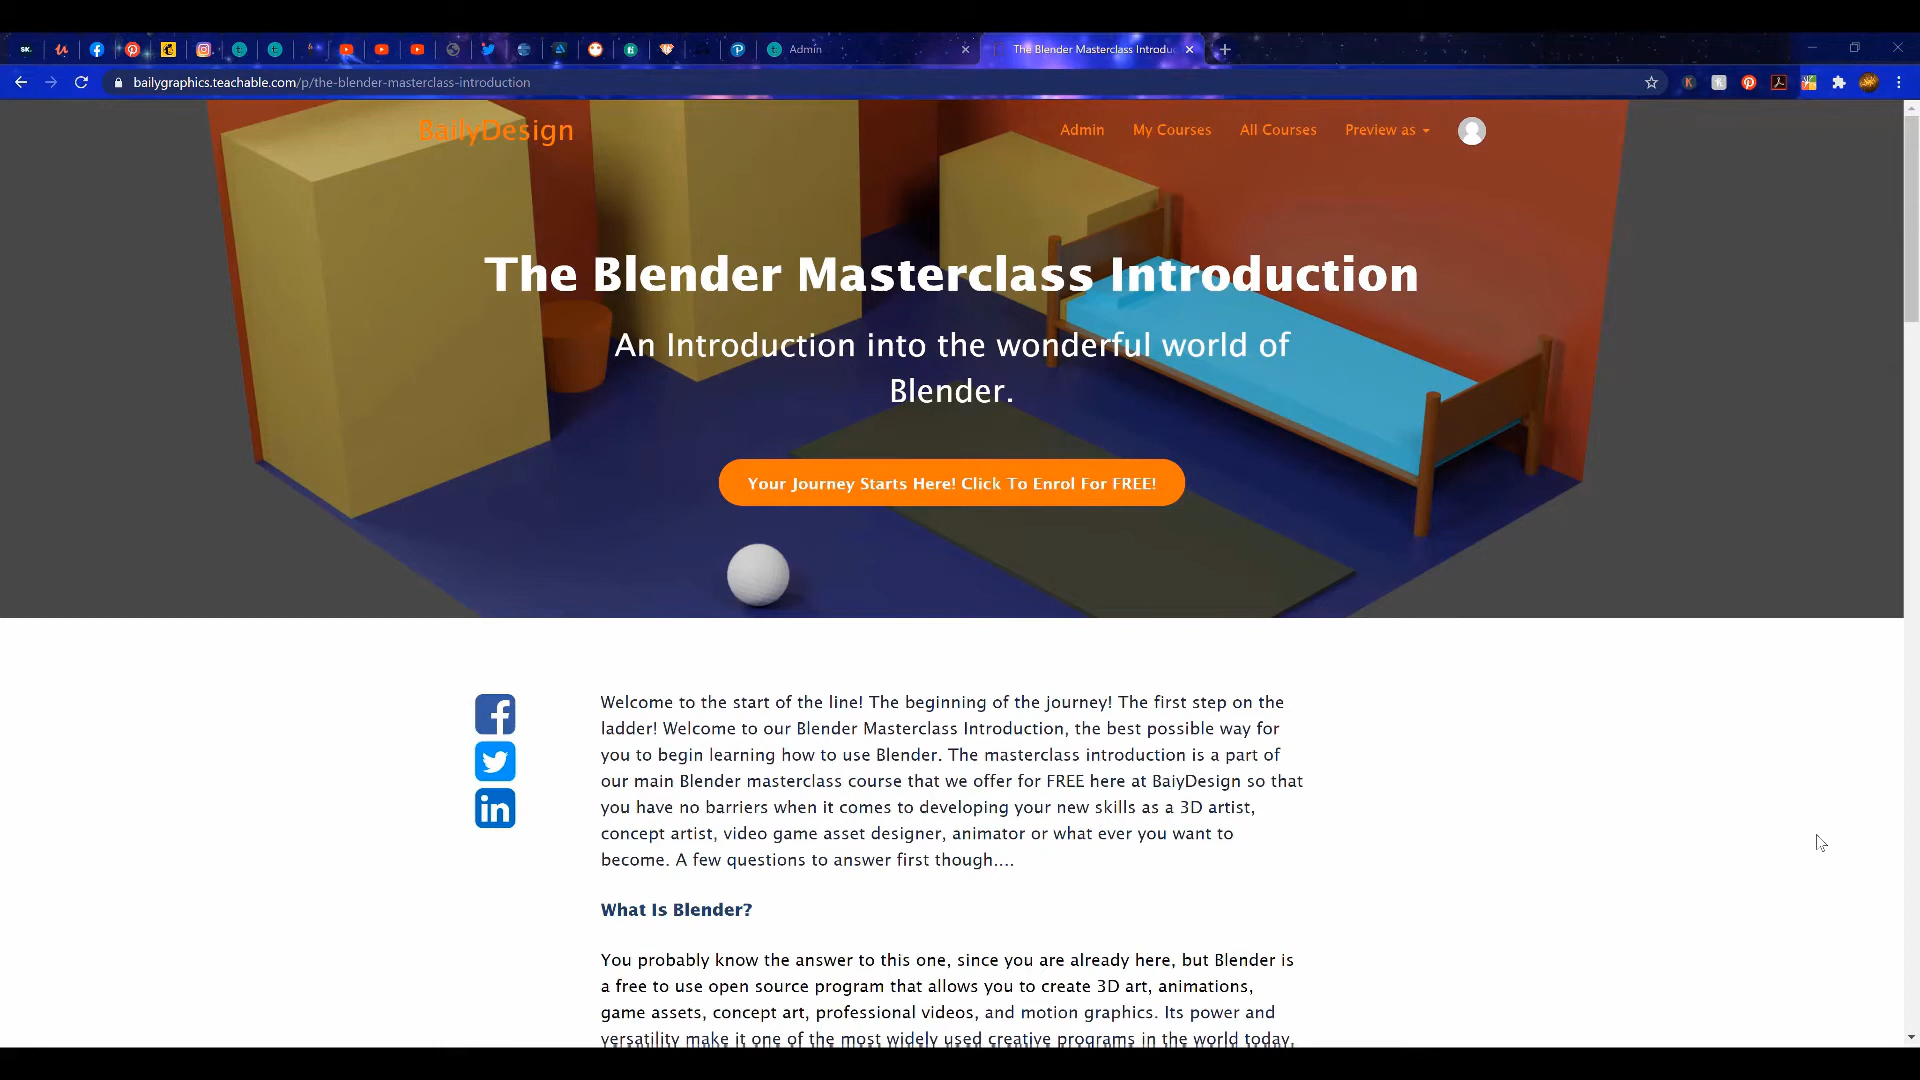 Admin
The Blender Masterclass Introdu
bailygraphics.teachable.com/p/the-blender-masterclass-introduction
BailyDesign
Admin My Courses All Courses Preview as
The Blender Masterclass Introduction
An Introduction into the wonderful world of
Blender.
Your Journey Starts Here! Click To Enrol For FREE!
Welcome to the start of the line! The beginning of the journey! The first step on the
ladder! Welcome to our Blender Masterclass Introduction, the best possible way for
you to begin learning how to use Blender. The masterclass introduction is a part of
our main Blender masterclass course that we offer for FREE here at BaiyDesign so that
you have no barriers when it comes to developing your new skills as a 3D artist,
concept artist, video game asset designer, animator or what ever you want to
become. A few questions to answer first though....
What Is Blender?
You probably know the answer to this one, since you are already here, but Blender is
a free to use open source program that allows you to create 3D art, animations,
game assets, concept art, professional videos, and motion graphics. Its power and
versatility make it one of the most widely used creative programs in the world today,